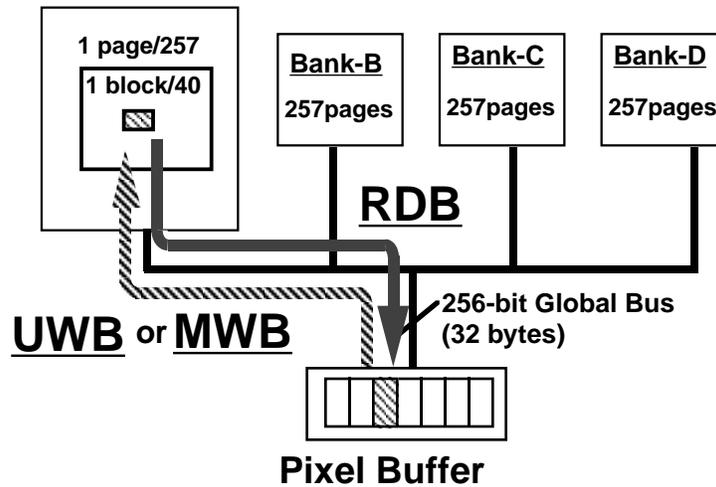 1 page/257
1 block/40
Bank-B
257pages
Bank-C
257pages
Bank-D
257pages
RDB
UWB or MWB
256-bit Global Bus
(32 bytes)
Pixel Buffer